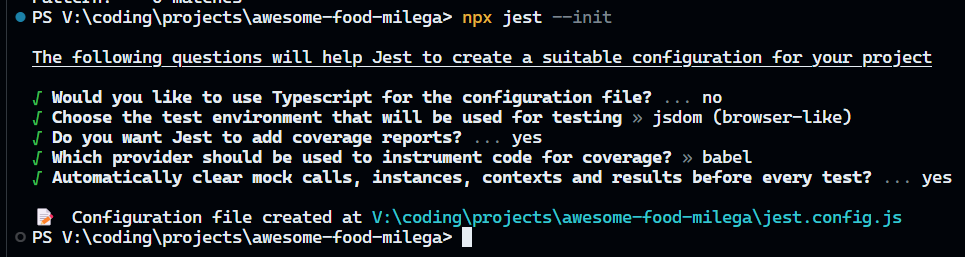 PS V:\coding\projects\awesome-food-milega> npx jest --init
The following questions will help Jest to create a suitable configuration for your project
√ Would you like to use Typescript for the configuration file? ... no
√ Choose the test environment that will be used for testing » jsdom (browser-like)
√ Do you want Jest to add coverage reports? ... yes
√ Which provider should be used to instrument code for coverage? » babel
√ Automatically clear mock calls, instances, contexts and results before every test? ... yes
📝 Configuration file created at V:\coding\projects\awesome-food-milega\jest.config.js
PS V:\coding\projects\awesome-food-milega>